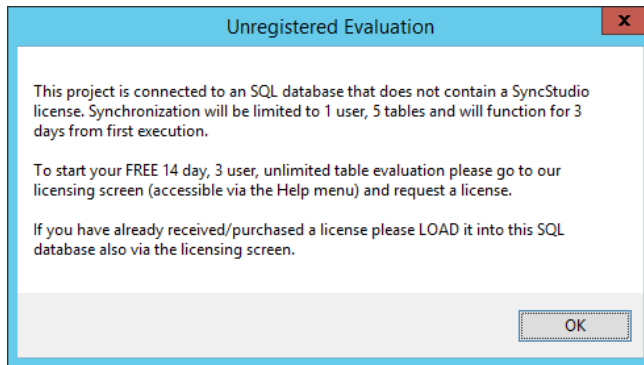 Unregistered Evaluation
x
This project is connected to an SQL database that does not contain a SyncStudio
license. Synchronization will be limited to 1 user, 5 tables and will function for 3
days from first execution.
To start your FREE 14 day, 3 user, unlimited table evaluation please go to our
licensing screen (accessible via the Help menu) and request a license.
If you have already received/purchased a license please LOAD it into this SQL
database also via the licensing screen.
OK